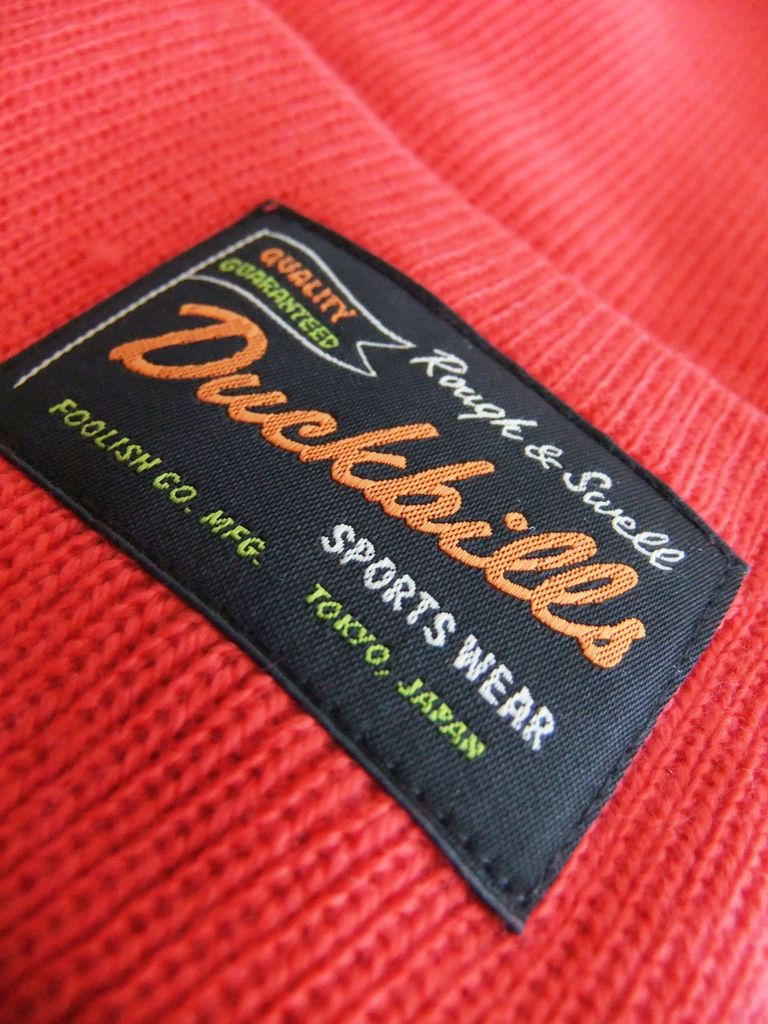 QUALITY
GUARANTEED
Rough & Swell
Duckbills
SPORTS WEAR
FOOLISH CO. MFG. TOKYO, JAPAN